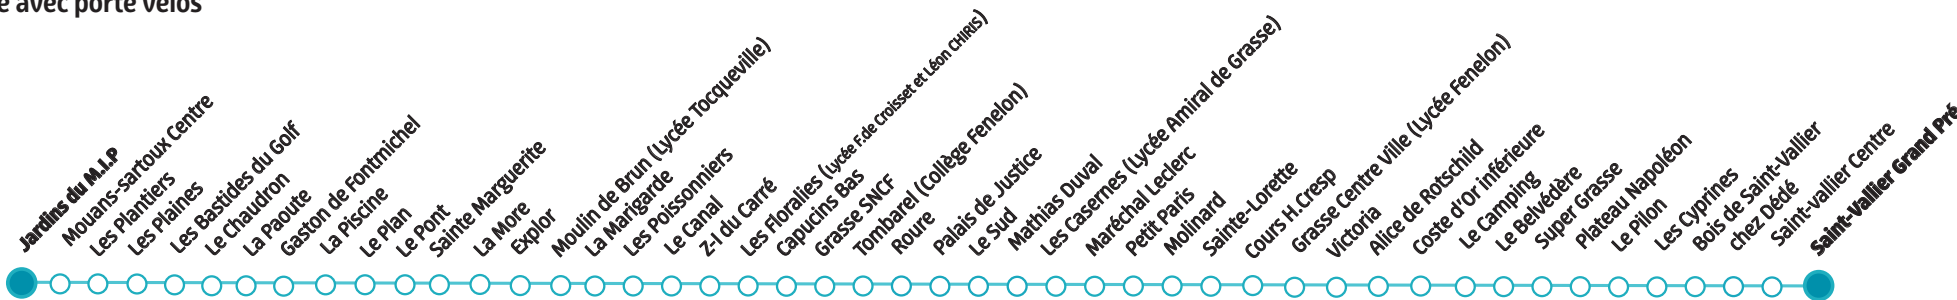 avec porte vélos
Jardins du M.I.P
Mouans-sartoux Centre
Les Plantiers
Les Plaines
Les Bastides du Golf
Le Chaudron
La Paoute
Gaston de Fontmichel
La Piscine
Le Plan
Le Pont
Sainte Marguerite
La More
Explor
Moulin de Brun (Lycée Tocqueville)
La Marigarde
Les Poissonniers
Le Canal
Z-I du Carré
Les Floralies (Lycée F.de Croisset et Léon CHIRIS)
Capucins Bas
Grasse SNCF
Tombarel (Collège Fenelon)
Roure
Palais de Justice
Le Sud
Mathias Duval
Les Casernes (Lycée Amiral de Grasse)
Maréchal Leclerc
Petit Paris
Molinard
Sainte-Lorette
Cours H.Cresp
Grasse Centre Ville (Lycée Fenelon)
Victoria
Alice de Rotschild
Coste d'or inférieure
Le Camping
Le Belvédère
Super Grasse
Plateau Napoléon
Le Pilon
Les Cyprines
Bois de Saint-Vallier
chez Dédé
Saint-vallier Centre
Saint-Vallier Grand Pré